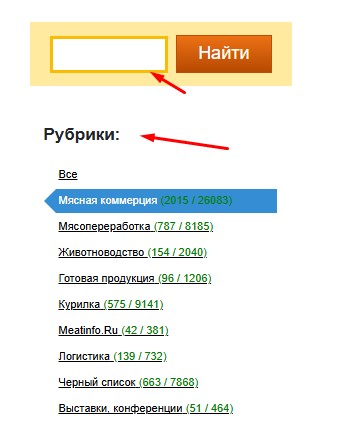 Найти
Рубрики:
Все
Мясная коммерция (2015 / 26083)
Мясопереработка (787 / 8185)
Животноводство (154 / 2040)
Готовая продукция (96 / 1206)
Курилка (575 / 9141)
Meatinfo.Ru (42 / 381)
Логистика (139 / 732)
Черный список (663 / 7868)
Выставки, конференции (51 / 464)